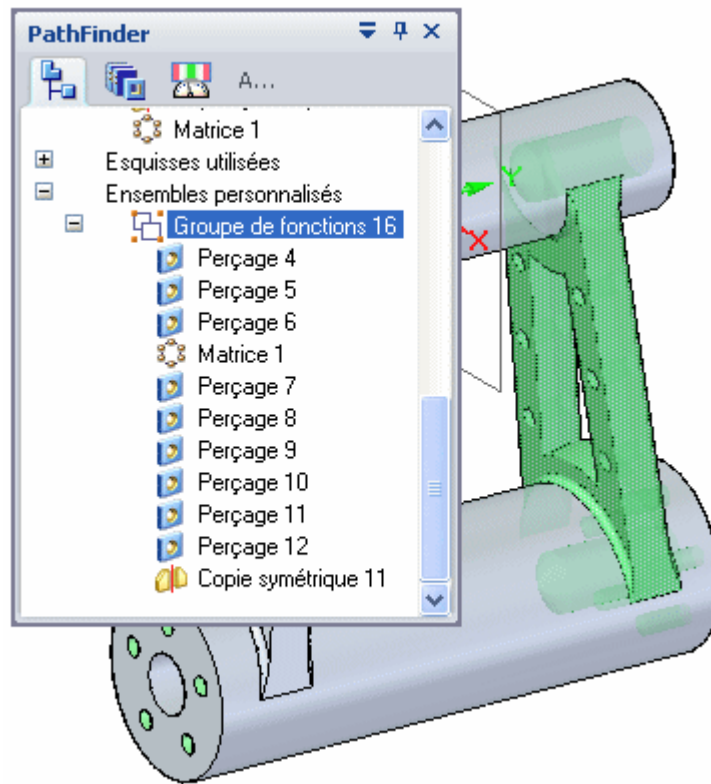 PathFinder
A...
Matrice 1
Esquisses utilisées
Ensembles personnalisés
Groupe de fonctions 16
Perçage 4
Perçage 5
Perçage 6
Matrice 1
Perçage 7
Perçage 8
Perçage 9
Perçage 10
Perçage 11
Perçage 12
Copie symétrique 11
Y
X